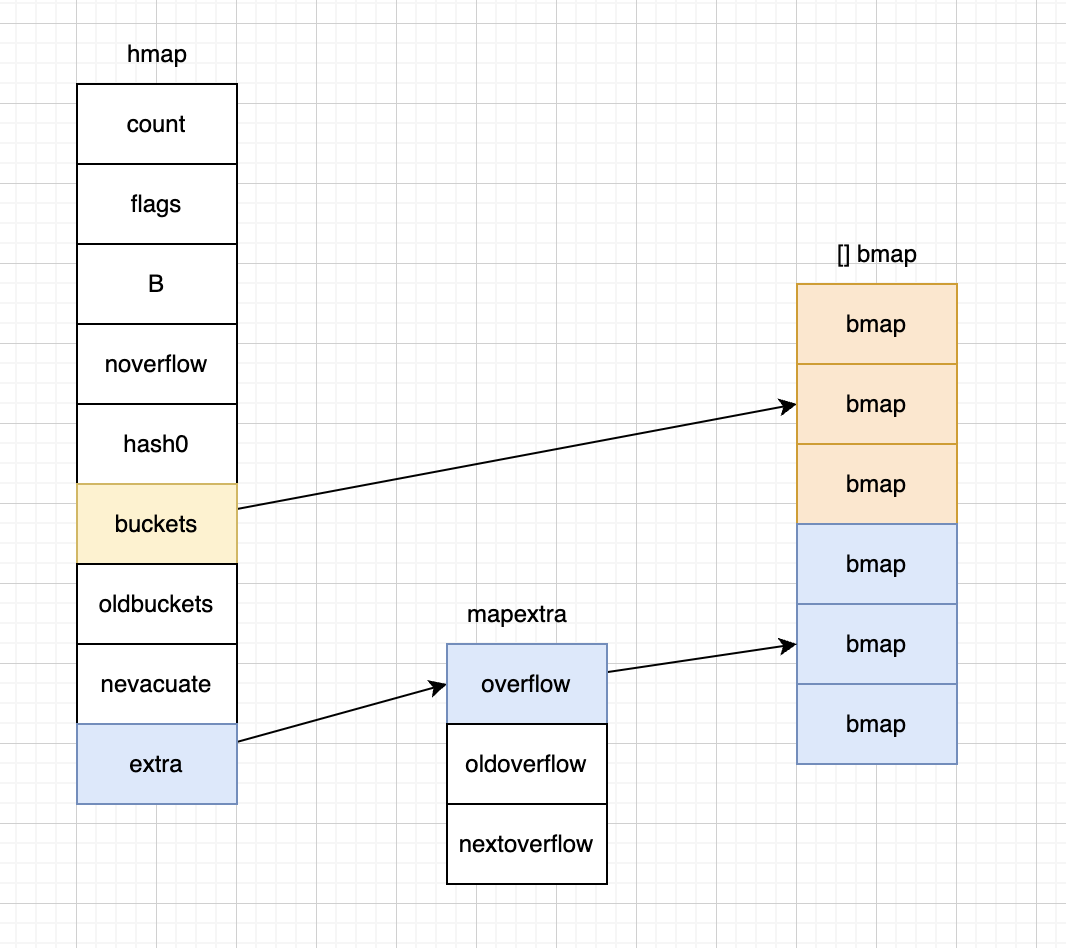 hmap
count
flags
B
noverflow
hash0
buckets
oldbuckets
nevacuate
extra
mapextra
overflow
oldoverflow
nextoverflow
[] bmap
bmap
bmap
bmap
bmap
bmap
bmap